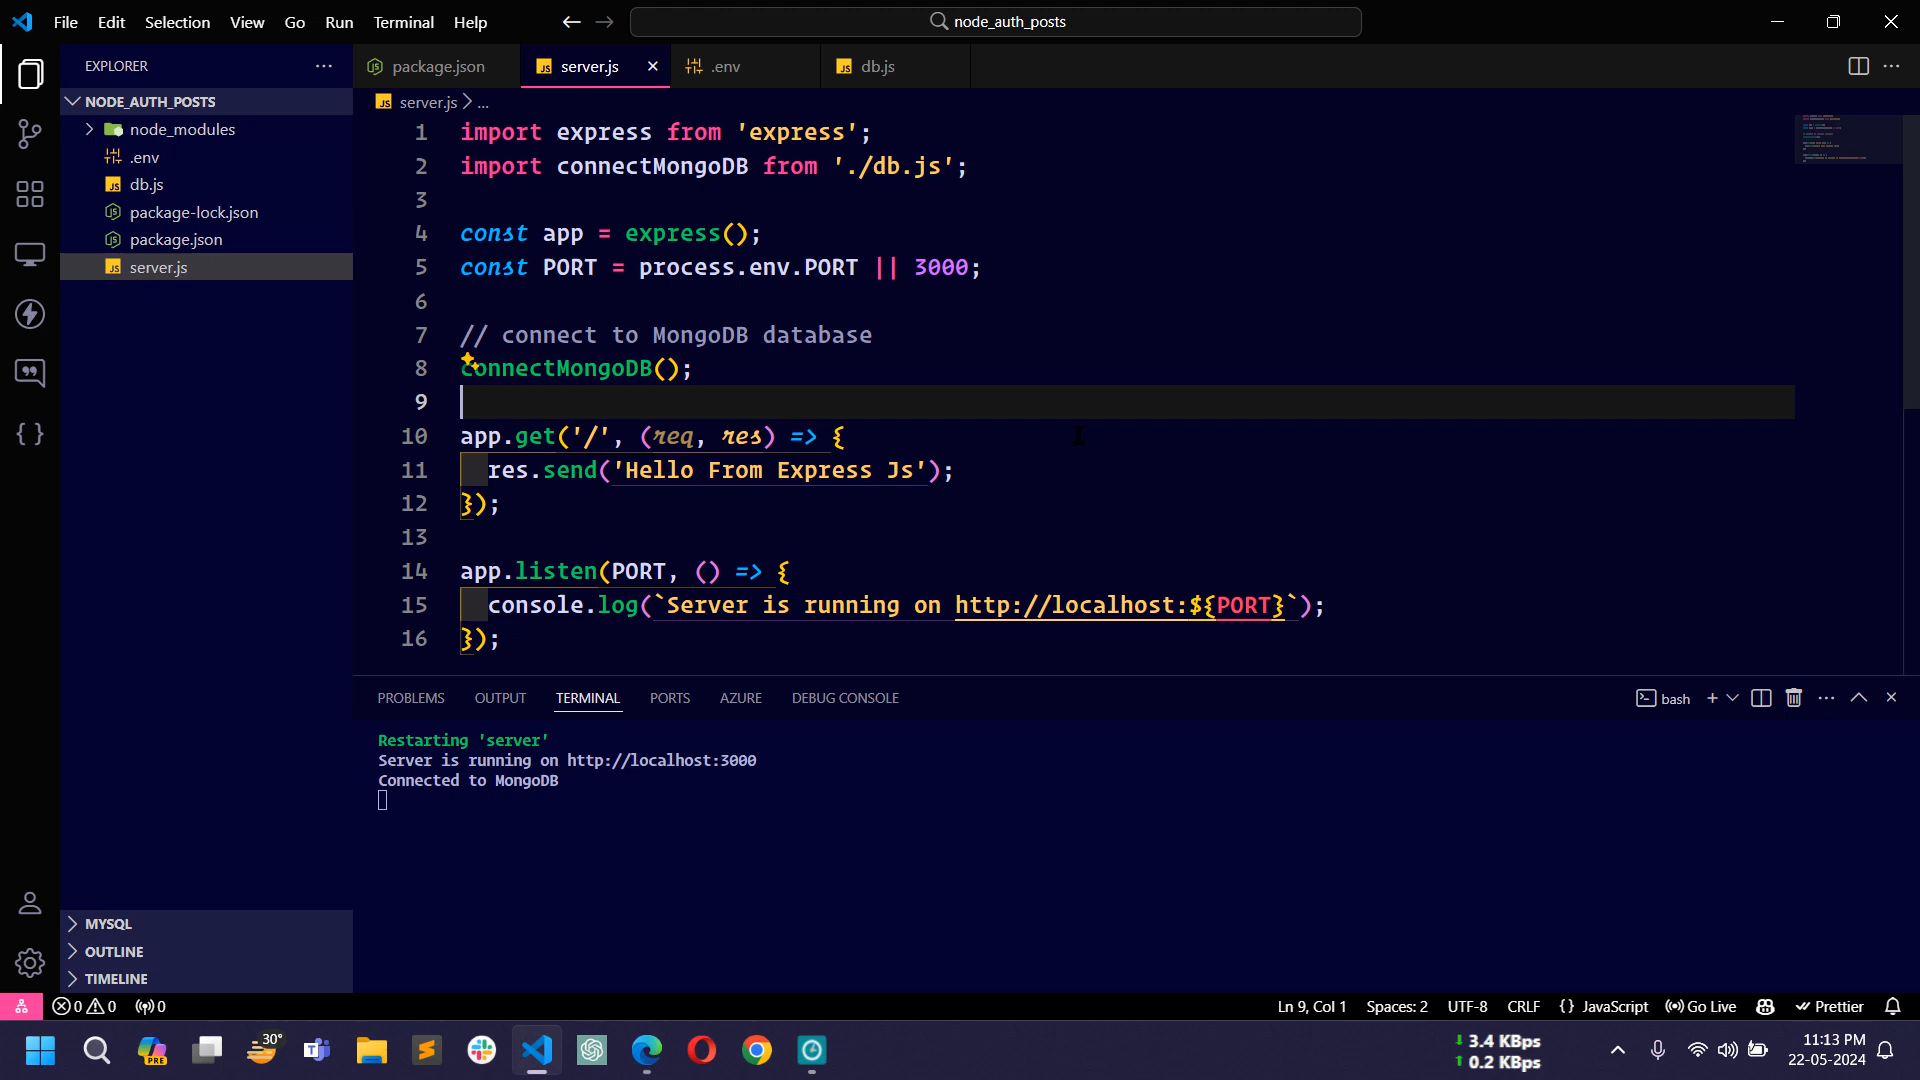 File Edit Selection View Go Run Terminal Help
node_auth_posts
EXPLORER
package.json
server.js
.env
db.js
NODE_AUTH_POSTS
node_modules
.env
db.js
package-lock.json
package.json
server.js
server.js > ...
1 import express from 'express';
2 import connectMongoDB from './db.js';
3
4 const app = express();
5 const PORT = process.env.PORT || 3000;
6
7 // connect to MongoDB database
8 connectMongoDB();
9
10 app.get('/', (req, res) => {
11 res.send('Hello From Express Js');
12 });
13
14 app.listen(PORT, () => {
15 console.log(`Server is running on http://localhost:${PORT}`);
16 });
PROBLEMS OUTPUT TERMINAL PORTS AZURE DEBUG CONSOLE
bash
Restarting 'server'
Server is running on http://localhost:3000
Connected to MongoDB
MYSQL
OUTLINE
TIMELINE
0 0 0
Ln 9, Col 1 Spaces: 2 UTF-8 CRLF {} JavaScript Go Live Prettier
PRE
30°
3.4 KBps
0.2 KBps
11:13 PM
22-05-2024